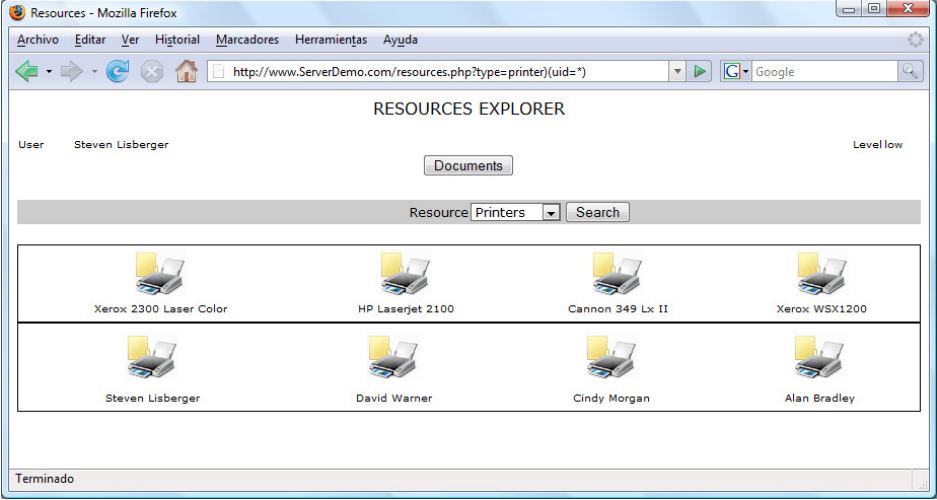 Resources - Mozilla Firefox
Archivo Editar Ver Historial Marcadores Herramientas Ayuda
http://www.ServerDemo.com/resources.php?type=printer)(uid=*) G Google
RESOURCES EXPLORER
User Steven Lisberger Level low
Documents
Resource Printers Search
Xerox 2300 Laser Color HP Laserjet 2100 Cannon 349 Lx II Xerox WSX1200
Steven Lisberger David Warner Cindy Morgan Alan Bradley
Terminado